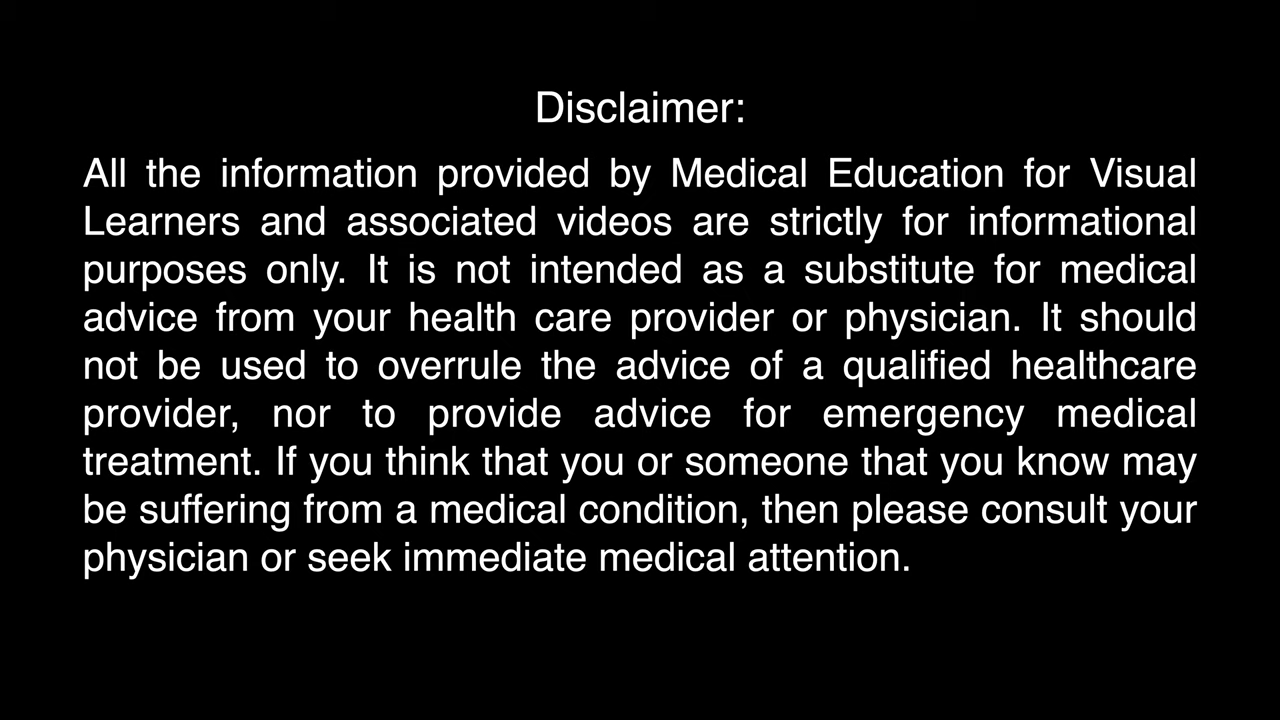 Disclaimer:
All the information provided by Medical Education for Visual
Learners and associated videos are strictly for informational
purposes only. It is not intended as a substitute for medical
advice from your health care provider or physician. It should
not be used to overrule the advice of a qualified healthcare
provider, nor to provide advice for emergency medical
treatment. If you think that you or someone that you know may
be suffering from a medical condition, then please consult your
physician or seek immediate medical attention.